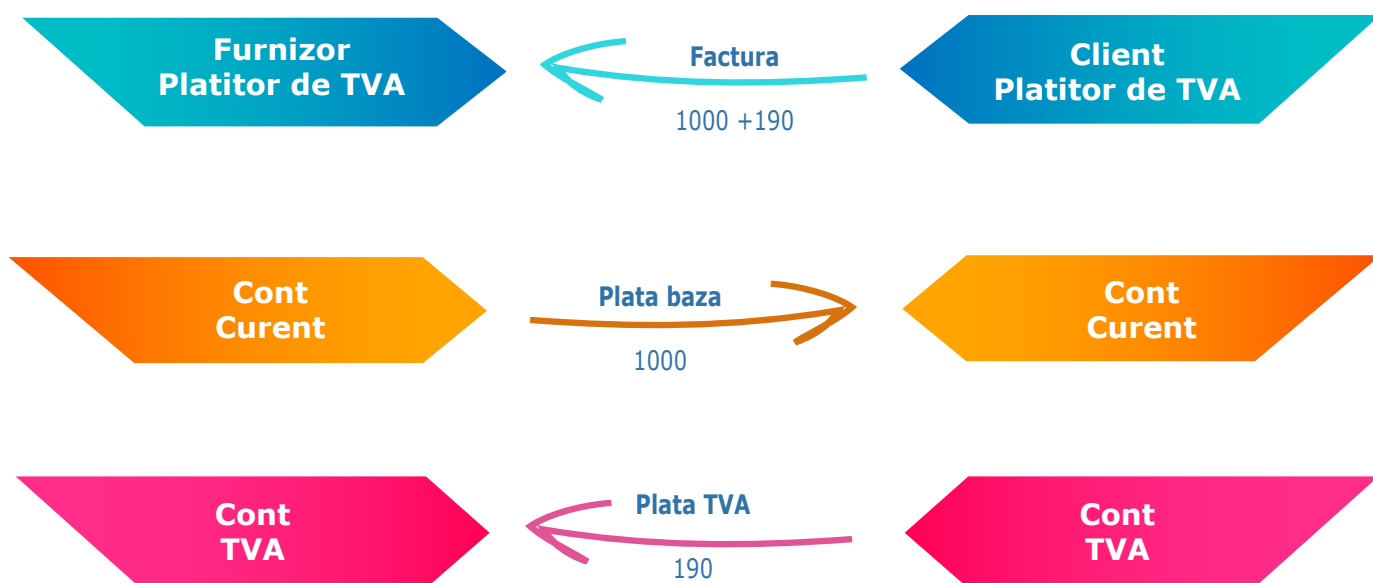 Furnizor
Platitor de TVA
Factura
1000 +190
Client
Platitor de TVA
Cont
Curent
Plata baza
1000
Cont
Curent
Cont
TVA
Plata TVA
190
Cont
TVA